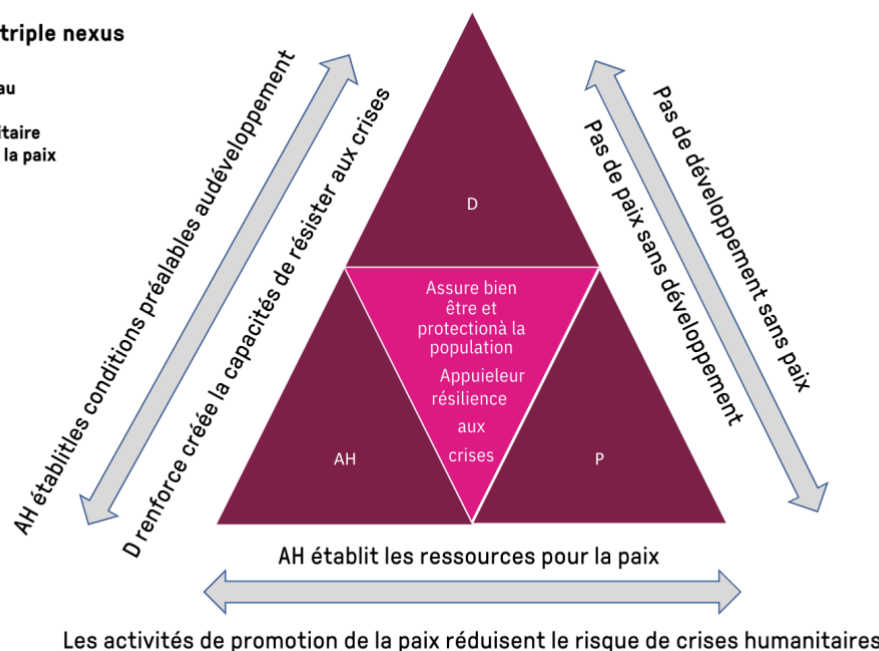 triple nexus
au
itaire
la paix
AH établitles conditions préalables audéveloppement
D renforce créée la capacités de résister aux crises
Pas de développement sans paix
Pas de paix sans développement
D
Assure bien
être et
protectionà la
population
Appuieleur
résilience
aux
crises
AH
P
AH établit les ressources pour la paix
Les activités de promotion de la paix réduisent le risque de crises humanitaires